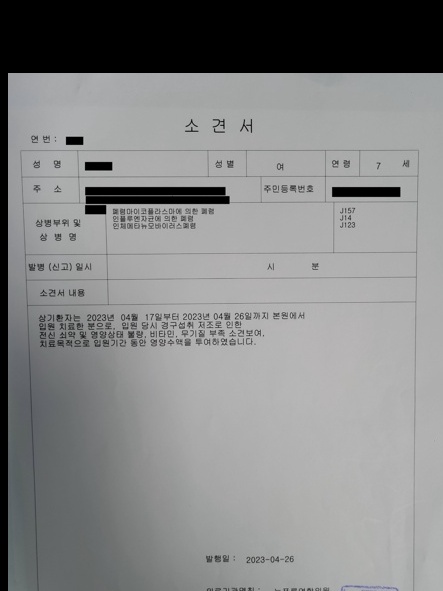 소 견 서
연 번 :
성 명 성 별 여 연 령 7 세
주 소 주민등록번호
상병부위 및
상 병 명
폐렴마이코플라스마에 의한 폐렴 J157
인플루엔자균에 의한 폐렴 J14
인체메타뉴모바이러스폐렴 J123
발병 (신고) 일시 시 분
소견서 내용
상기환자는 2023년 04월 17일부터 2023년 04월 26일까지 본원에서
입원 치료한 분으로, 입원 당시 경구섭취 저조로 인한
전신 쇠약 및 영양상태 불량, 비타민, 무기질 부족 소견보여,
치료목적으로 입원기간 동안 영양수액을 투여하였습니다.
발행일 : 2023-04-26
의료기관명칭 :